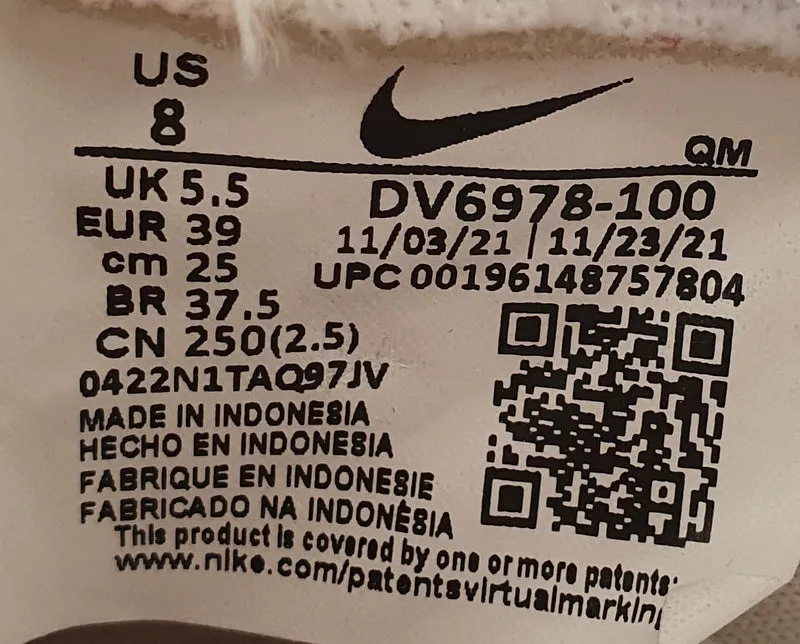 US
8
QM
UK 5.5
EUR 39
cm 25
BR 37.5
CN 250(2.5)
DV6978-100
11/03/21 | 11/23/21
UPC 00196148757804
0422N1TAQ97JV
MADE IN INDONESIA
HECHO EN INDONESIA
FABRIQUE EN INDONESIE
FABRICADO NA INDONÉSIA
This product is covered by one or more patents:
www.nike.com/patentsvirtualmarkin